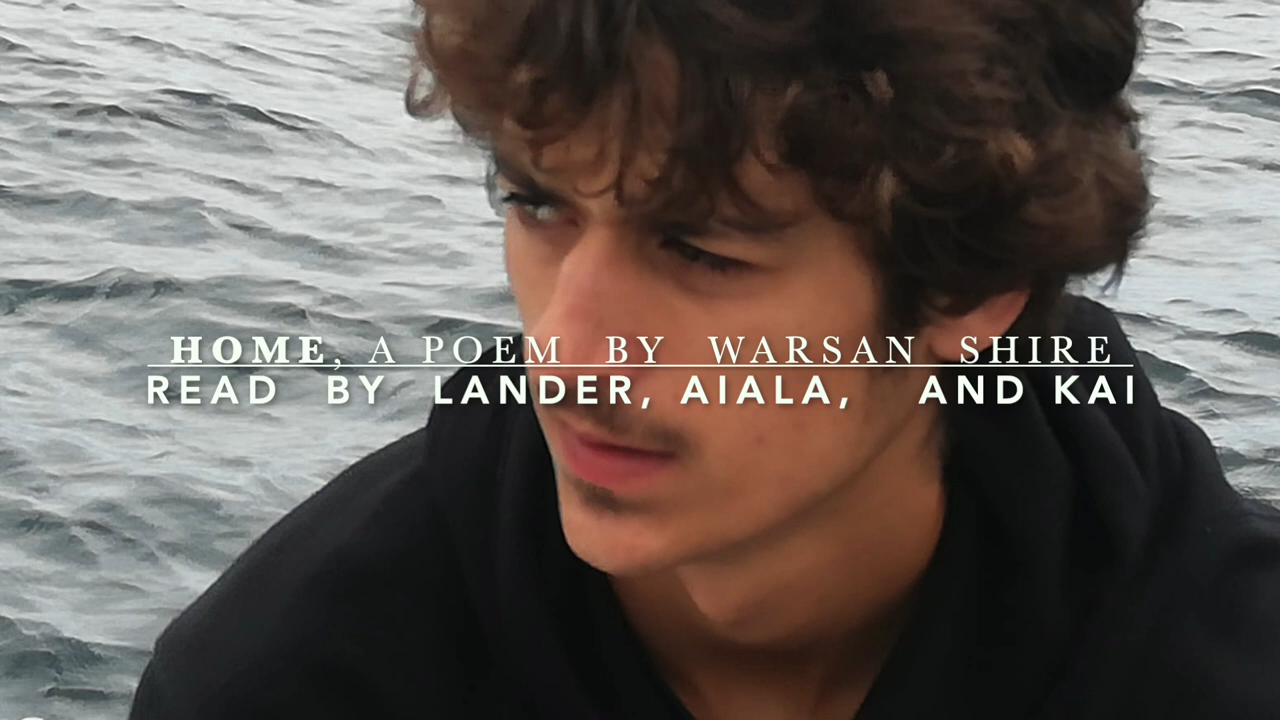 HOME, A POEM BY WARSAN SHIRE
READ BY LANDER, AIALA, AND KAI